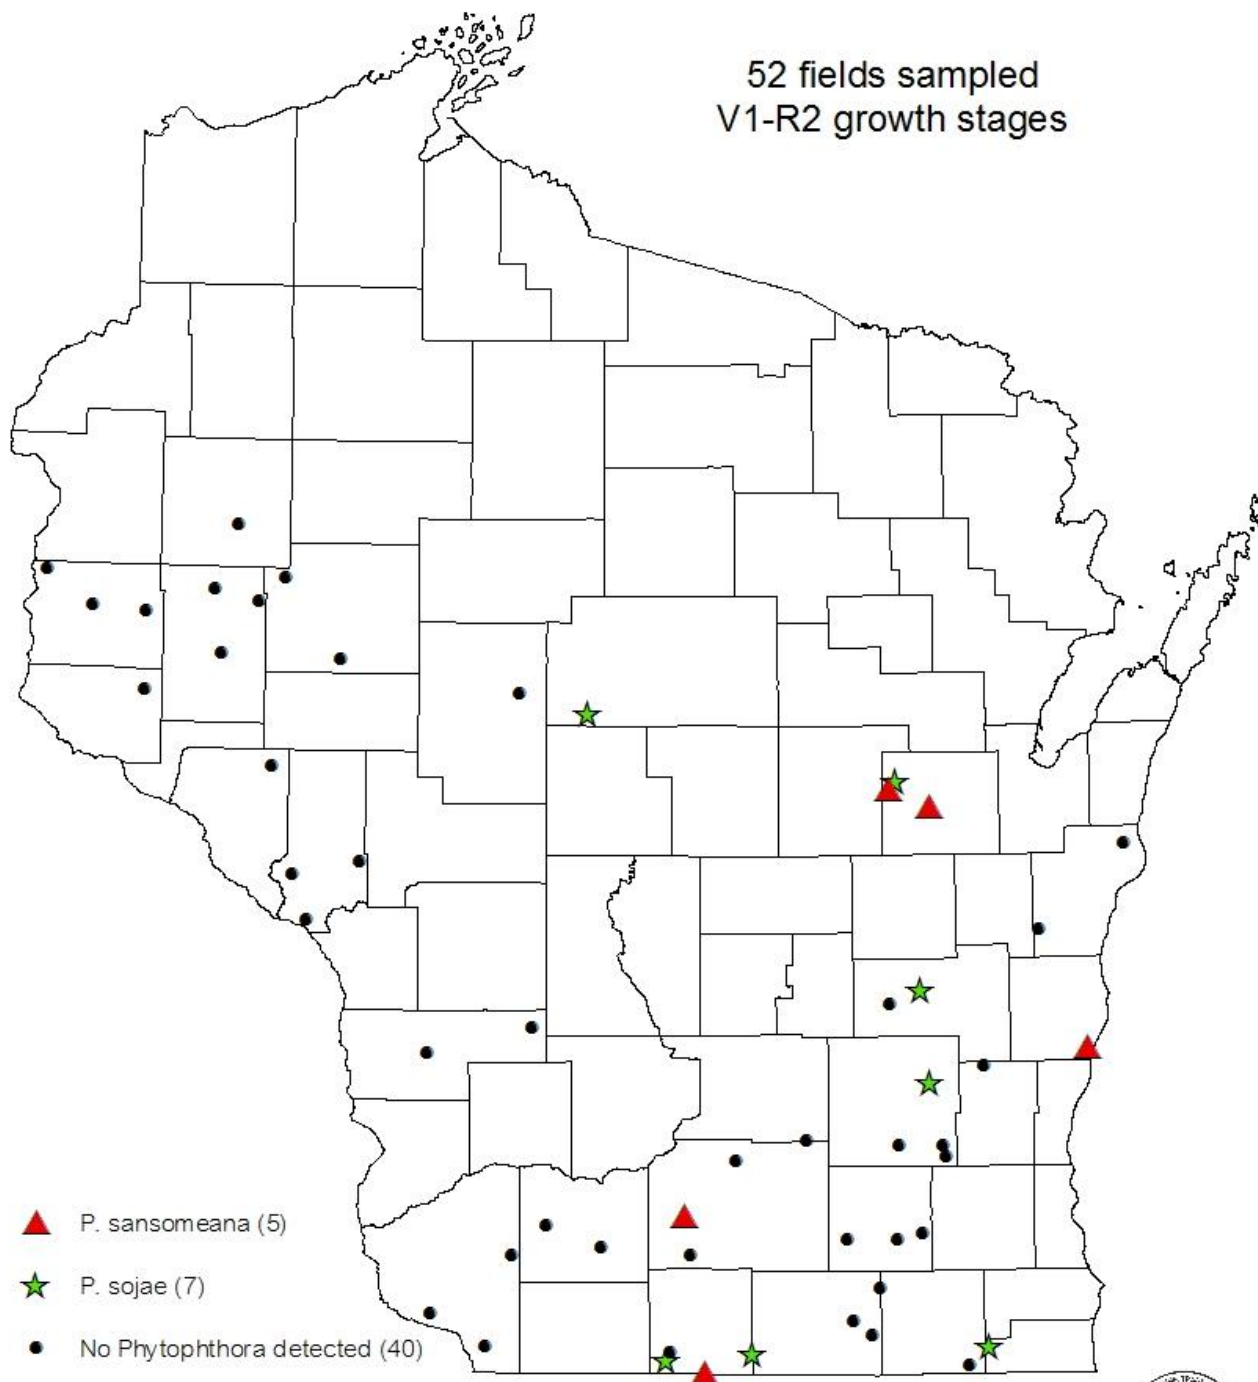 52 fields sampled
V1-R2 growth stages
P. sansomeana (5)
P. sojae (7)
No Phytophthora detected (40)